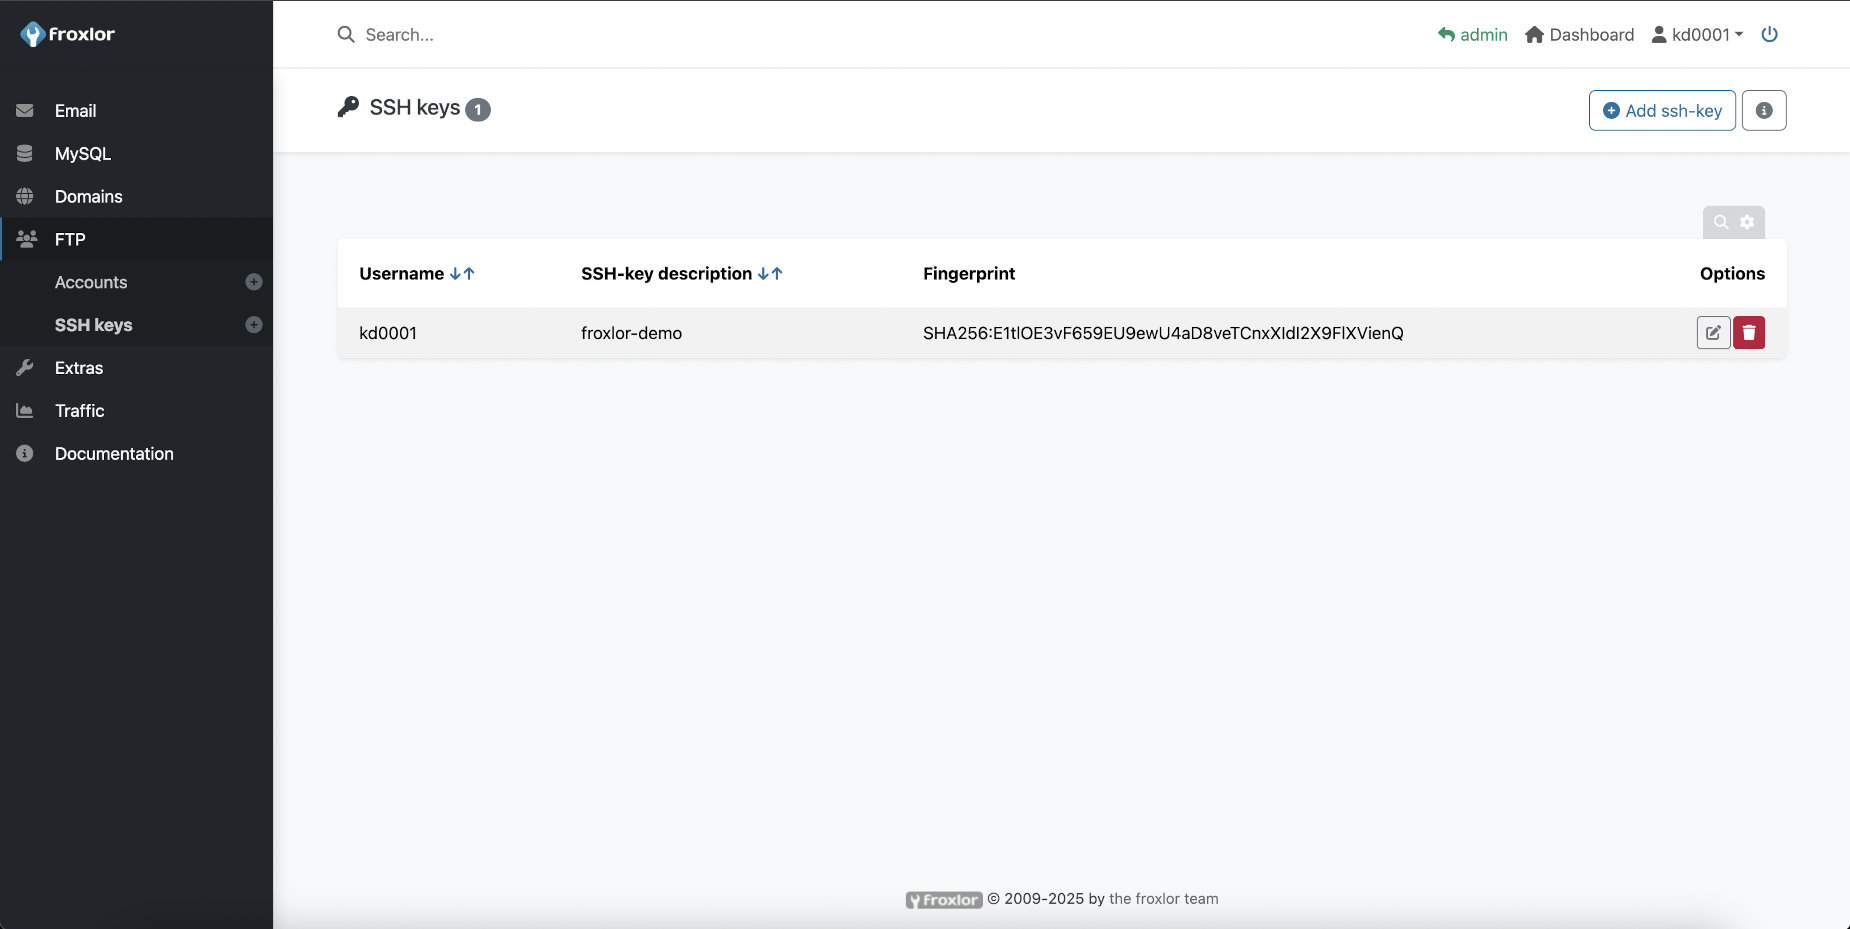 froxlor
Search...
admin
Dashboard
kd0001
Email
MySQL
Domains
FTP
Accounts
SSH keys
Extras
Traffic
Documentation
SSH keys 1
Add ssh-key
Username SSH-key description Fingerprint Options
kd0001 froxlor-demo SHA256:E1tlOE3vF659EU9ewU4aD8veTCnxXldI2X9FlXVienQ
froxlor © 2009-2025 by the froxlor team